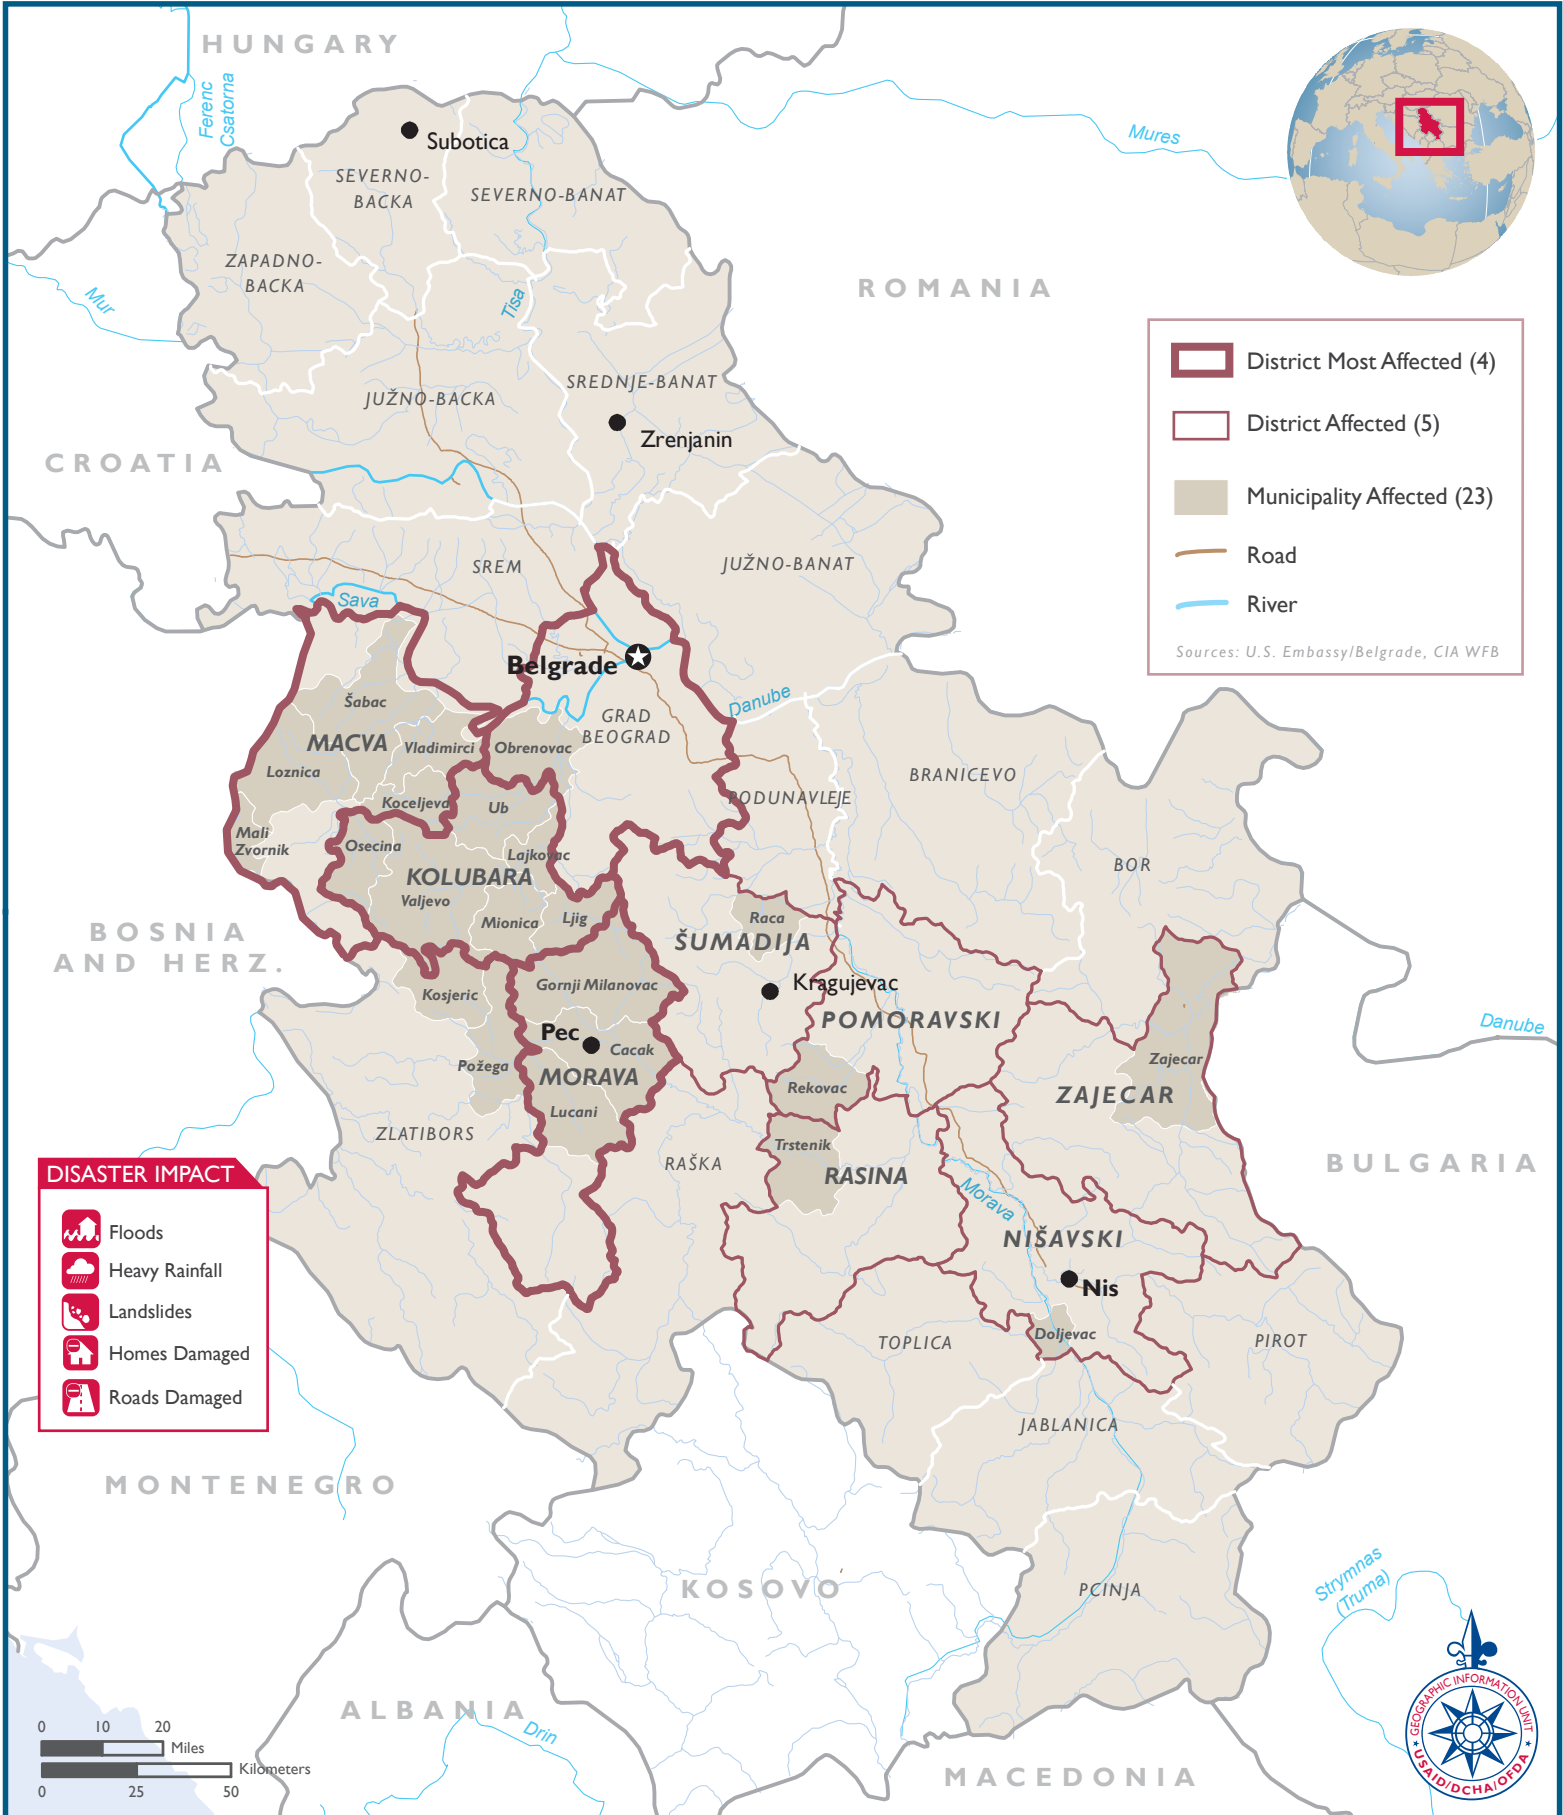 HUNGARY
Ferenc
Csatorna
Subotica
Mures
SEVERNO-
BACKA
SEVERNO-BANAT
ZAPADNO-
BACKA
Mur
Tisa
ROMANIA
District Most Affected (4)
District Affected (5)
Municipality Affected (23)
Road
River
Sources: U.S. Embassy/Belgrade, CIA WFB
SREDNJE-BANAT
JUŽNO-BACKA
Zrenjanin
CROATIA
SREM
JUŽNO-BANAT
Sava
Belgrade
Danube
Šabac
GRAD
BEOGRAD
MACVA
Vladimirci
Obrenovac
Loznica
BRANICEVO
Koceljeva
Ub
PODUNAVLEJE
Mali
Zvornik
Osecina
Lajkovac
BOR
KOLUBARA
Valjevo
Mionica
Ljig
Raca
BOSNIA
AND HERZ.
ŠUMADIJA
Kosjeric
Gornji Milanovac
Kragujevac
POMORAVSKI
Danube
Pec
Cacak
Požega
MORAVA
Zajecar
Rekovac
ZAJECAR
Lucani
ZLATIBORS
Trstenik
RAŠKA
RASINA
BULGARIA
Morava
NIŠAVSKI
Nis
DISASTER IMPACT
Floods
Heavy Rainfall
Landslides
Homes Damaged
Roads Damaged
Doljevac
TOPLICA
PIROT
JABLANICA
MONTENEGRO
KOSOVO
PCINJA
Strymnas
(Truma)
ALBANIA
Drin
MACEDONIA
0 10 20
Miles
Kilometers
0 25 50
GEOGRAPHIC INFORMATION UNIT
USAID/DCHA/OFDA